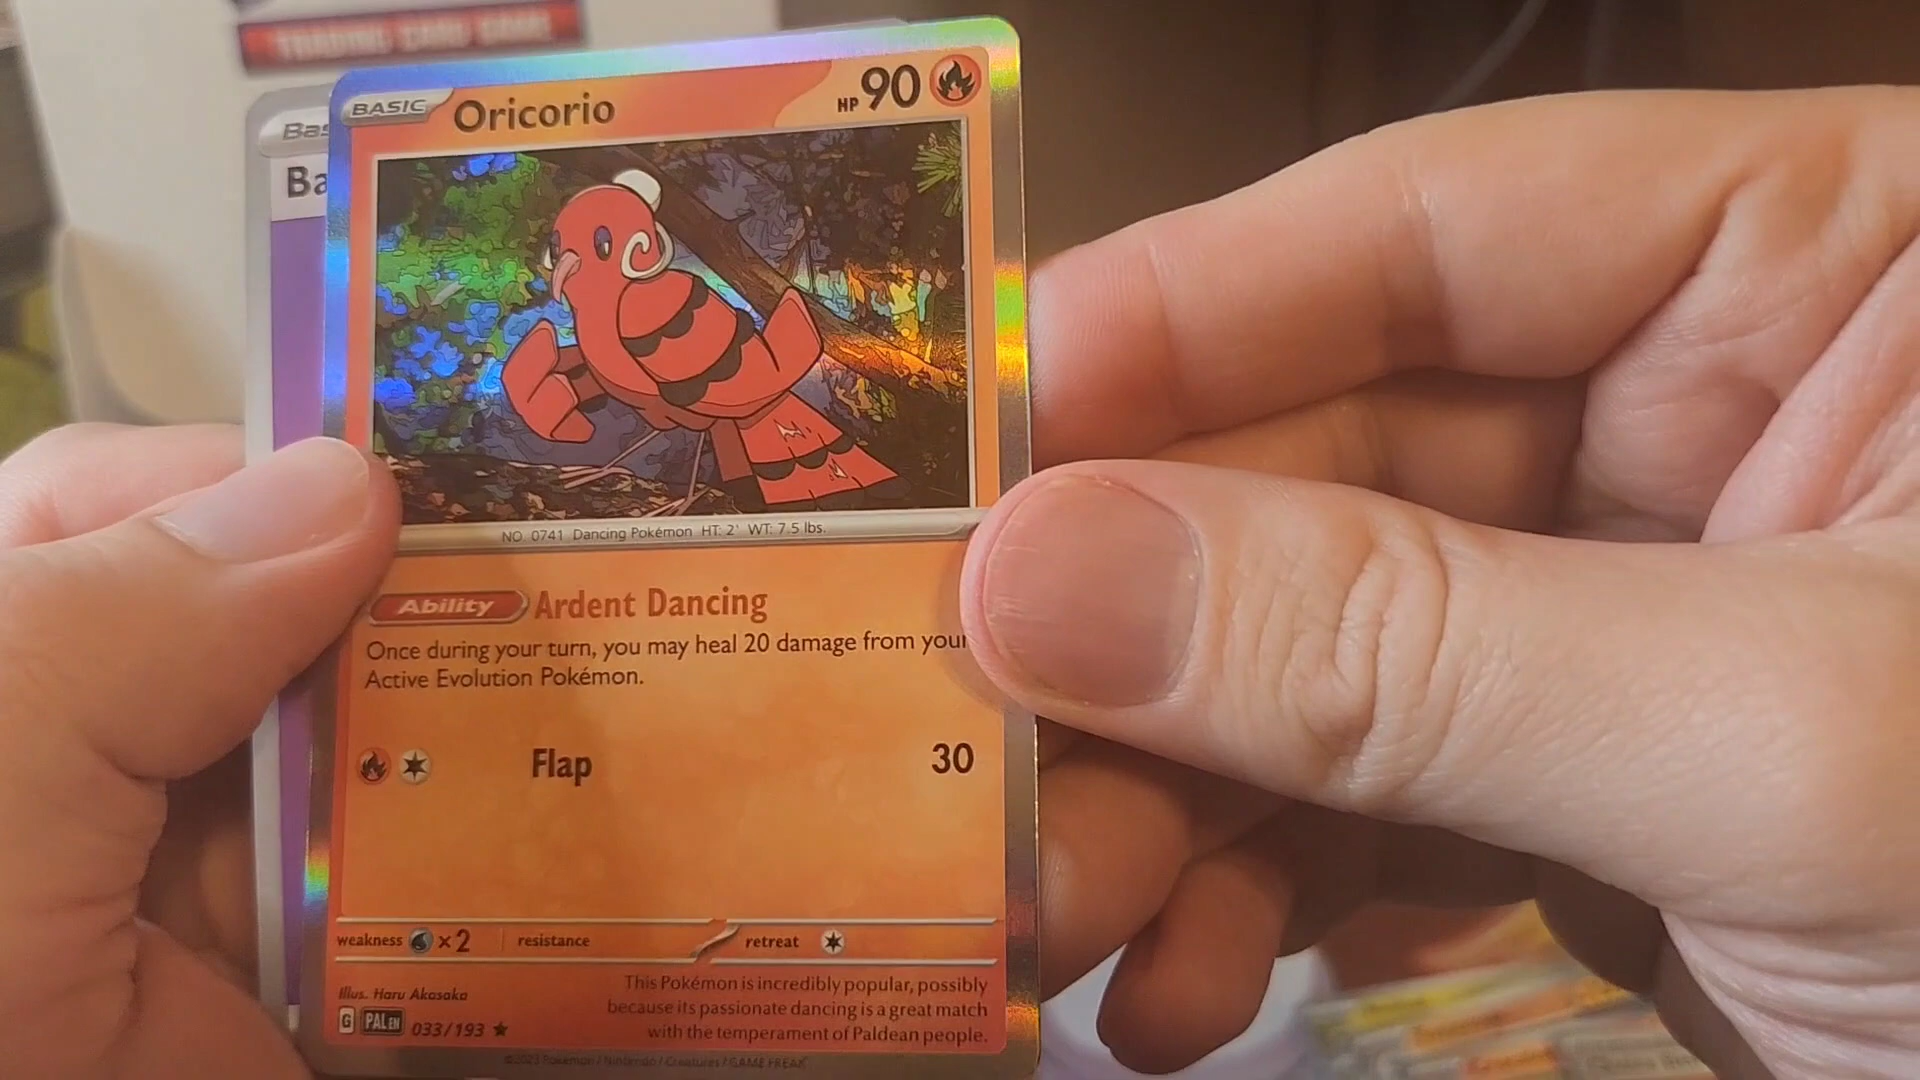 TRADING CARD GAME
Bas
Ba
BASIC Oricorio HP 90
NO. 0741 Dancing Pokémon HT: 2' WT: 7.5 lbs.
Ability Ardent Dancing
Once during your turn, you may heal 20 damage from your
Active Evolution Pokémon.
Flap 30
weakness ×2 resistance retreat
This Pokémon is incredibly popular, possibly
because its passionate dancing is a great match
with the temperament of Paldean people.
Illus. Haru Akasaka
G PAL EN 033/193 ★
©2023 Pokémon / Nintendo / Creatures / GAME FREAK